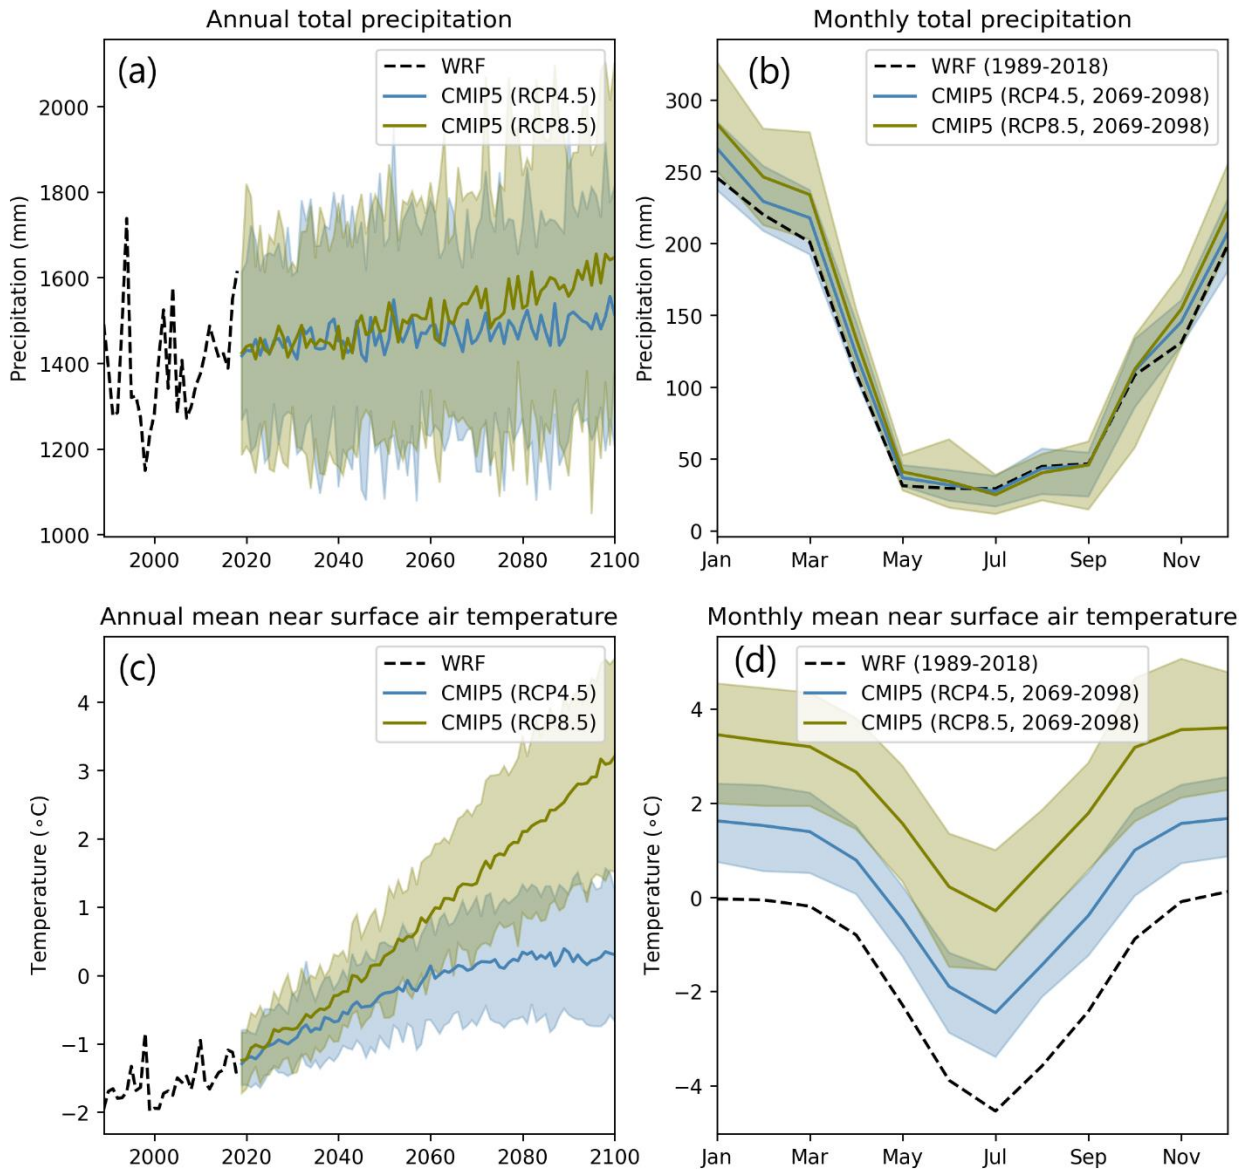 Annual total precipitation
(a)
WRF
CMIP5 (RCP4.5)
CMIP5 (RCP8.5)
Precipitation (mm)
2000
1800
1600
1400
1200
1000
2000 2020 2040 2060 2080 2100
Monthly total precipitation
(b)
WRF (1989-2018)
CMIP5 (RCP4.5, 2069-2098)
CMIP5 (RCP8.5, 2069-2098)
Precipitation (mm)
300
250
200
150
100
50
0
Jan Mar May Jul Sep Nov
Annual mean near surface air temperature
(c)
WRF
CMIP5 (RCP4.5)
CMIP5 (RCP8.5)
Temperature (∘C)
4
3
2
1
0
−1
−2
2000 2020 2040 2060 2080 2100
Monthly mean near surface air temperature
(d)
WRF (1989-2018)
CMIP5 (RCP4.5, 2069-2098)
CMIP5 (RCP8.5, 2069-2098)
Temperature (∘C)
4
2
0
−2
−4
Jan Mar May Jul Sep Nov